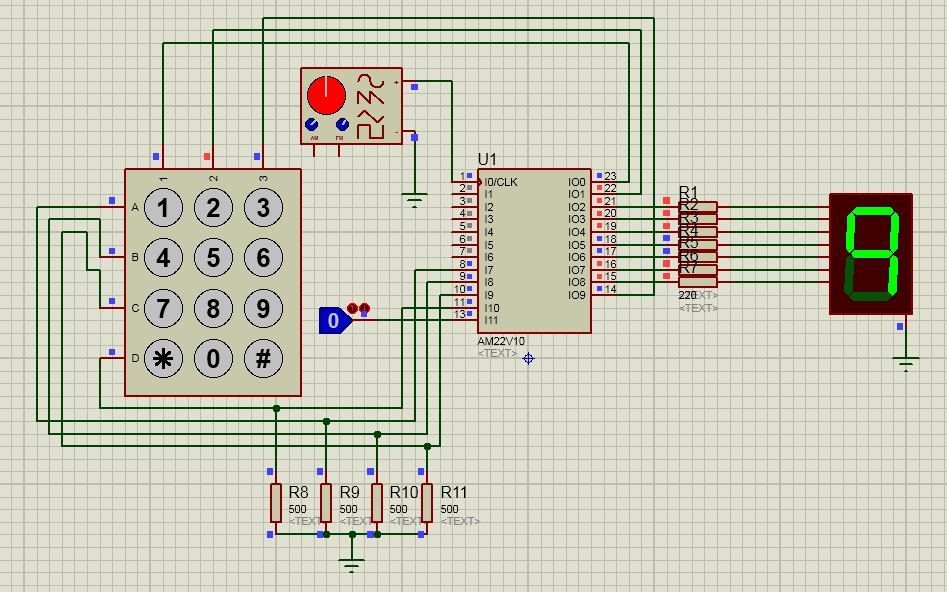 U1
1 I0/CLK IO0 23
2 I1 IO1 22
3 I2 IO2 21
4 I3 IO3 20
5 I4 IO4 19
6 I5 IO5 18
7 I6 IO6 17
8 I7 IO7 16
9 I8 IO8 15
10 I9 IO9 14
11 I10
13 I11
AM22V10
<TEXT>
AM FM
+
-
1 2 3
A 1 2 3
B 4 5 6
C 7 8 9
D * 0 #
0
R1
R2
R3
R4
R5
R6
R7
220
<TEXT>
<TEXT>
9
R8 R9 R10 R11
500 500 500 500
<TEXT> <TEXT> <TEXT> <TEXT>